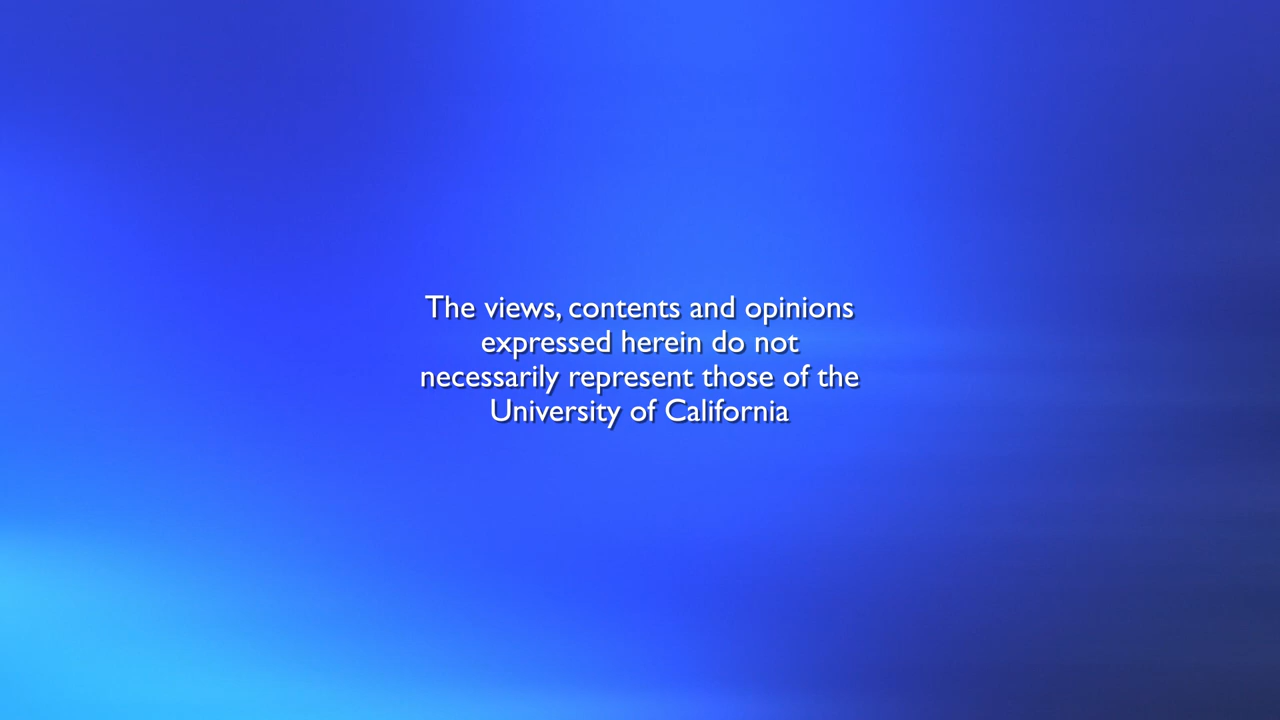 The views, contents and opinions
expressed herein do not
necessarily represent those of the
University of California